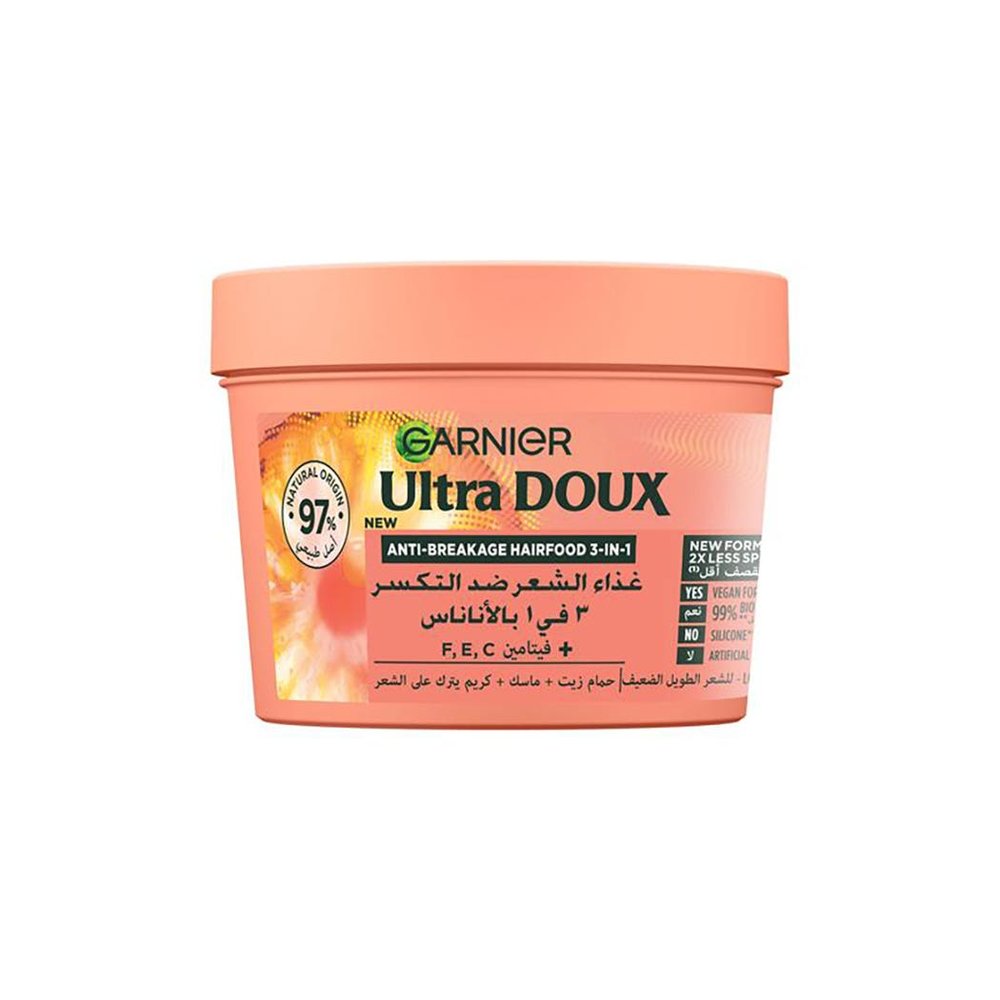 GARNIER
Ultra DOUX
NATURAL ORIGIN
97%
أصل طبيعي
NEW
ANTI-BREAKAGE HAIRFOOD 3-IN-1
غذاء الشعر ضد التكسر
٣ في ١ بالأناناس
+ فيتامين F, E, C
حمام زيت + ماسك + كريم يترك على الشعر
للشعر الطويل الضعيف -
NEW FORM
2X LESS SP
أقل (1)
YES VEGAN FOR
نعم 99% BIO
NO SILICONE
لا ARTIFICIAL